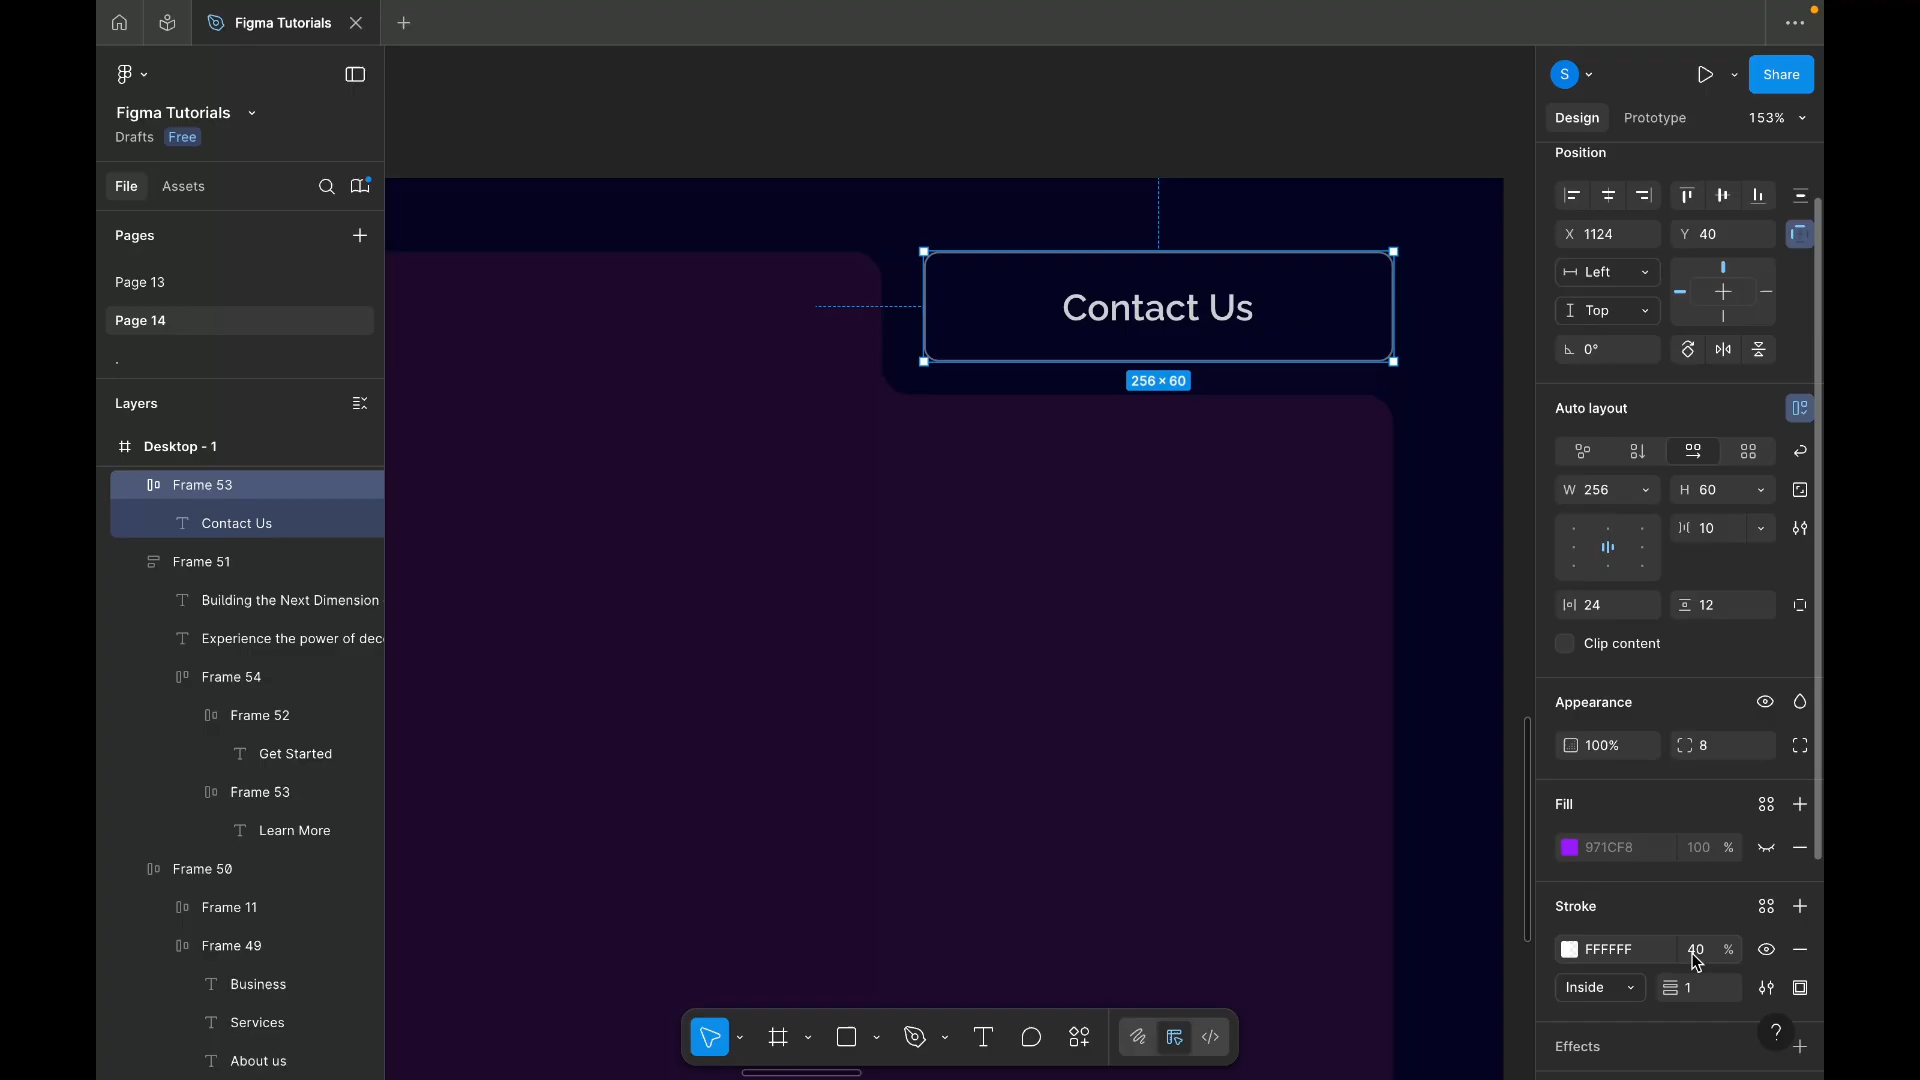 Figma Tutorials
Figma Tutorials
Drafts Free
File Assets
Pages
Page 13
Page 14
.
Layers
Desktop - 1
Frame 53
Contact Us
Frame 51
Building the Next Dimension
Experience the power of dec
Frame 54
Frame 52
Get Started
Frame 53
Learn More
Frame 50
Frame 11
Frame 49
Business
Services
About us
Contact Us
256 × 60
S Share
Design Prototype 153%
Position
X 1124 Y 40
Left
Top
0°
Auto layout
W 256 H 60
10
24 12
Clip content
Appearance
100% 8
Fill
971CF8 100 %
Stroke
FFFFFF 40 %
Inside 1
Effects
?